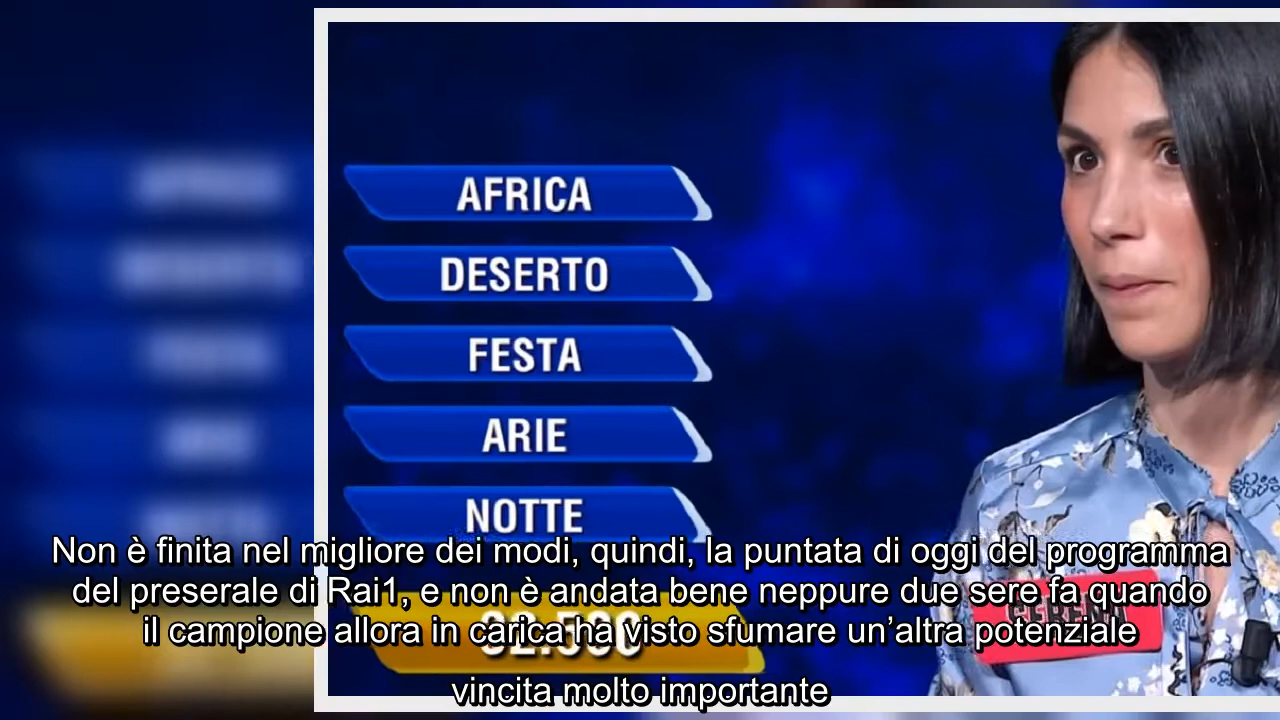 AFRICA
DESERTO
FESTA
ARIE
NOTTE
Non è finita nel migliore dei modi, quindi, la puntata di oggi del programma
del preserale di Rai1, e non è andata bene neppure due sere fa quando
il campione allora in carica ha visto sfumare un’altra potenziale
vincita molto importante